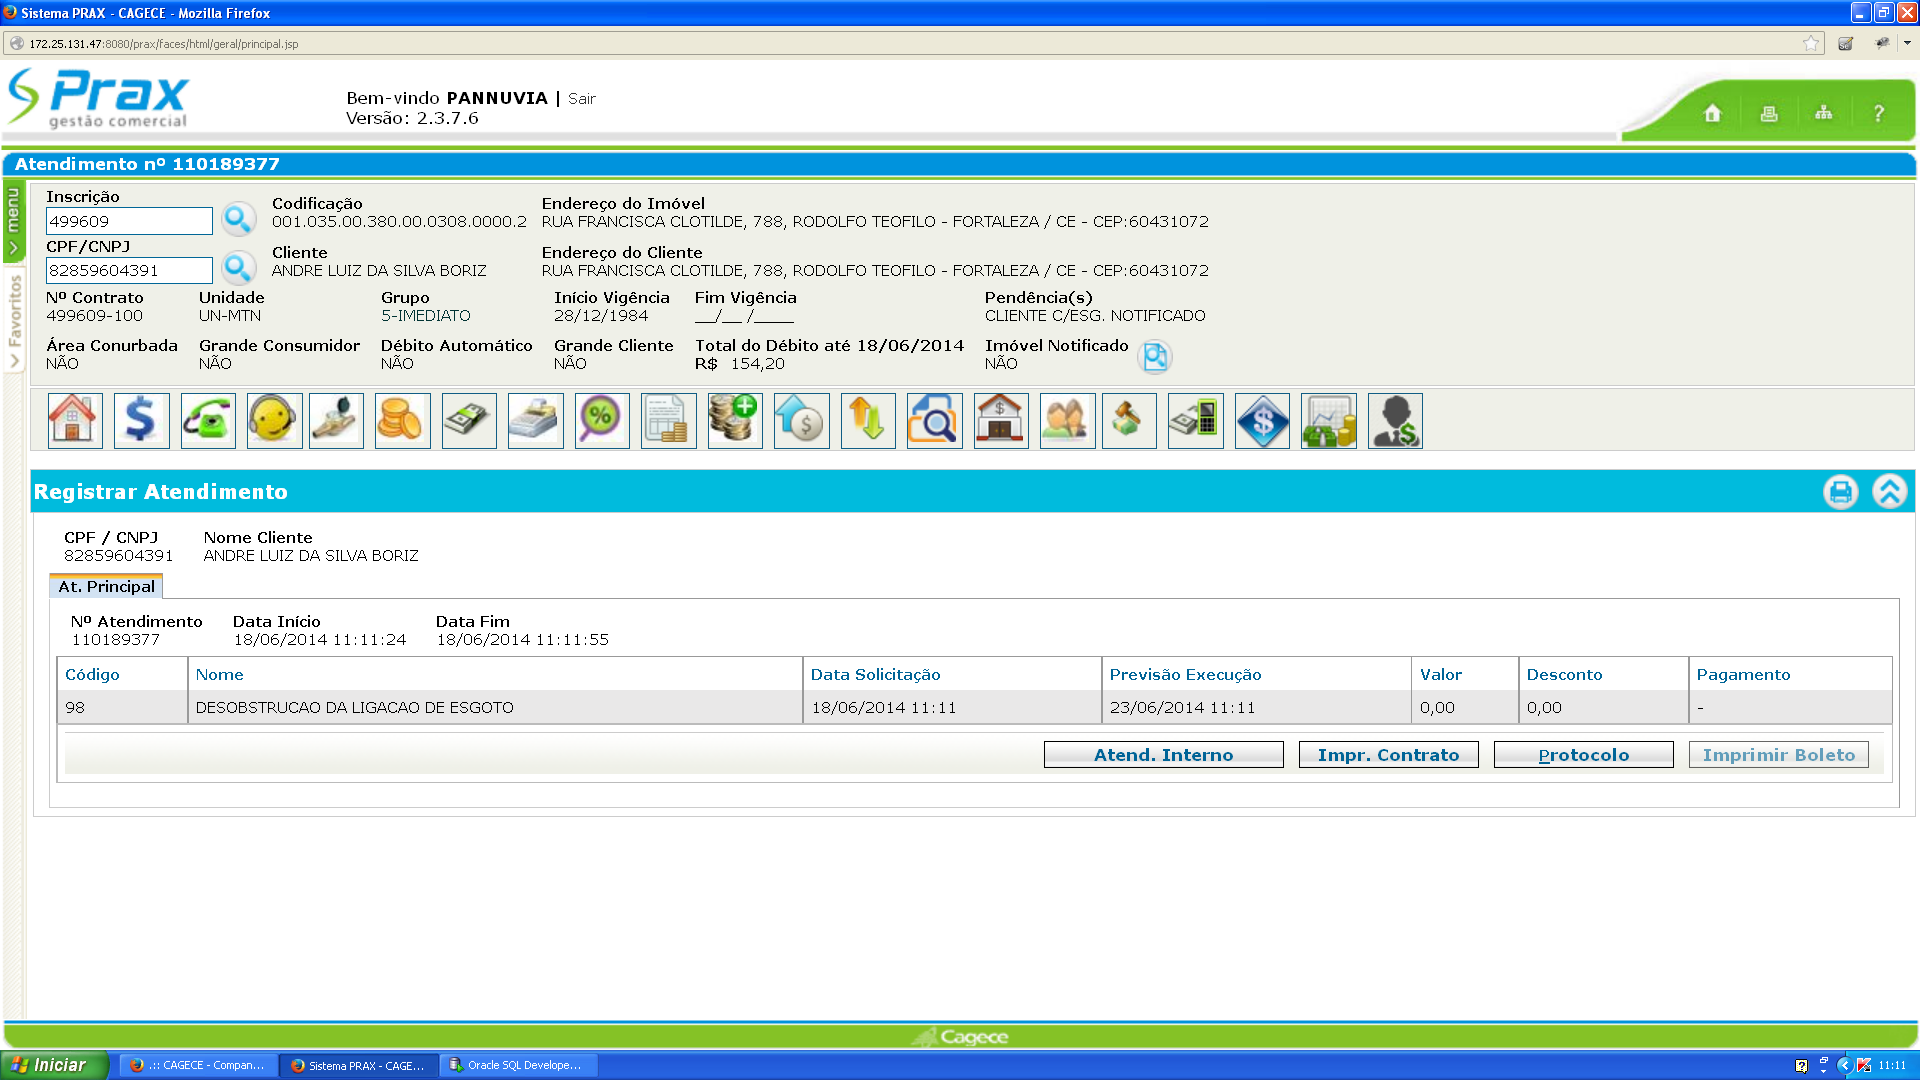 Sistema PRAX - CAGECE - Mozilla Firefox
172.25.131.47:8080/prax/faces/html/geral/principal.jsp
Prax
gestão comercial
Bem-vindo PANNUVIA | Sair
Versão: 2.3.7.6
?
Atendimento nº 110189377
menu
Favoritos
Inscrição
499609
Codificação
001.035.00.380.00.0308.0000.2
Endereço do Imóvel
RUA FRANCISCA CLOTILDE, 788, RODOLFO TEOFILO - FORTALEZA / CE - CEP:60431072
CPF/CNPJ
82859604391
Cliente
ANDRE LUIZ DA SILVA BORIZ
Endereço do Cliente
RUA FRANCISCA CLOTILDE, 788, RODOLFO TEOFILO - FORTALEZA / CE - CEP:60431072
Nº Contrato Unidade Grupo Início Vigência Fim Vigência Pendência(s)
499609-100 UN-MTN 5-IMEDIATO 28/12/1984 __/__ /____ CLIENTE C/ESG. NOTIFICADO
Área Conurbada Grande Consumidor Débito Automático Grande Cliente Total do Débito até 18/06/2014 Imóvel Notificado
NÃO NÃO NÃO NÃO R$ 154,20 NÃO
Registrar Atendimento
CPF / CNPJ Nome Cliente
82859604391 ANDRE LUIZ DA SILVA BORIZ
At. Principal
Nº Atendimento Data Início Data Fim
110189377 18/06/2014 11:11:24 18/06/2014 11:11:55
Código Nome Data Solicitação Previsão Execução Valor Desconto Pagamento
98 DESOBSTRUCAO DA LIGACAO DE ESGOTO 18/06/2014 11:11 23/06/2014 11:11 0,00 0,00 -
Atend. Interno Impr. Contrato Protocolo Imprimir Boleto
Cagece
Iniciar .:: CAGECE - Compan... Sistema PRAX - CAGE... Oracle SQL Develope... 11:11